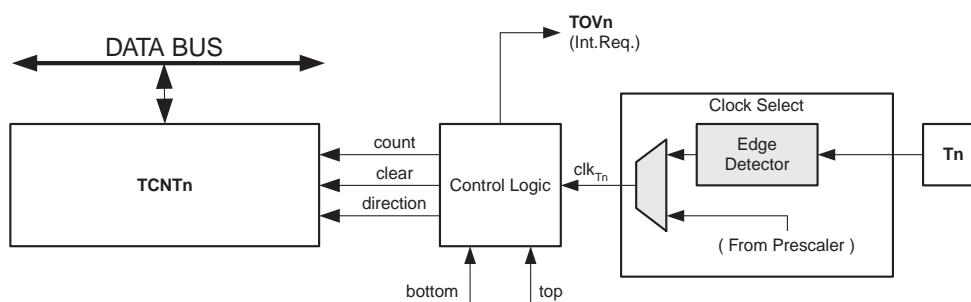 TOVn
(Int.Req.)
DATA BUS
Clock Select
TCNTn
count
clear
direction
Control Logic
clkTn
Edge
Detector
Tn
( From Prescaler )
bottom
top